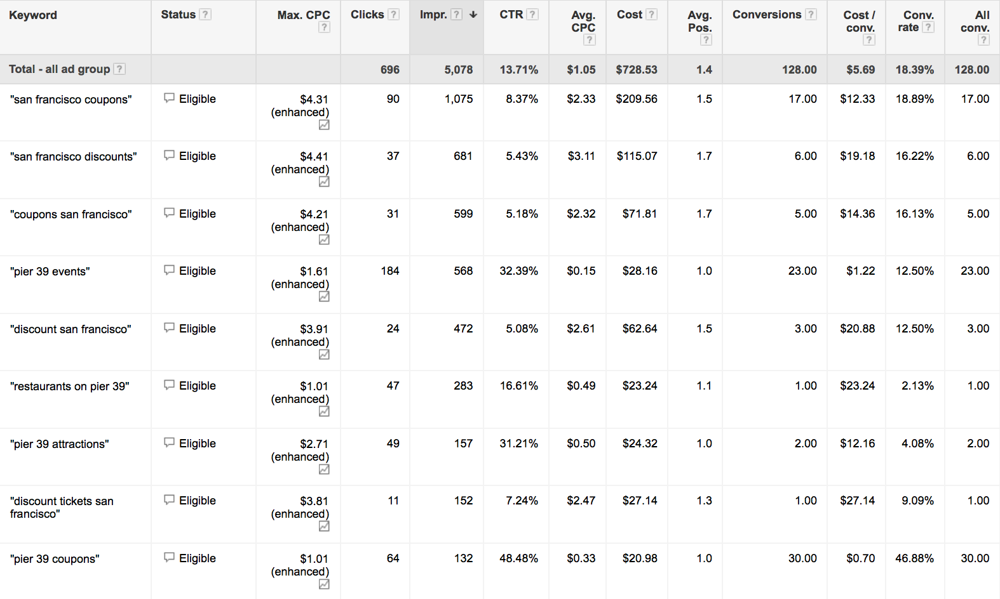 Keyword Status ? Max. CPC ? Clicks ? Impr. ? ↓ CTR ? Avg. CPC ? Cost ? Avg. Pos. ? Conversions ? Cost / conv. ? Conv. rate ? All conv. ?
Total - all ad group ? 696 5,078 13.71% $1.05 $728.53 1.4 128.00 $5.69 18.39% 128.00
"san francisco coupons" Eligible $4.31 90 1,075 8.37% $2.33 $209.56 1.5 17.00 $12.33 18.89% 17.00
(enhanced)
"san francisco discounts" Eligible $4.41 37 681 5.43% $3.11 $115.07 1.7 6.00 $19.18 16.22% 6.00
(enhanced)
"coupons san francisco" Eligible $4.21 31 599 5.18% $2.32 $71.81 1.7 5.00 $14.36 16.13% 5.00
(enhanced)
"pier 39 events" Eligible $1.61 184 568 32.39% $0.15 $28.16 1.0 23.00 $1.22 12.50% 23.00
(enhanced)
"discount san francisco" Eligible $3.91 24 472 5.08% $2.61 $62.64 1.5 3.00 $20.88 12.50% 3.00
(enhanced)
"restaurants on pier 39" Eligible $1.01 47 283 16.61% $0.49 $23.24 1.1 1.00 $23.24 2.13% 1.00
(enhanced)
"pier 39 attractions" Eligible $2.71 49 157 31.21% $0.50 $24.32 1.0 2.00 $12.16 4.08% 2.00
(enhanced)
"discount tickets san Eligible $3.81 11 152 7.24% $2.47 $27.14 1.3 1.00 $27.14 9.09% 1.00
francisco" (enhanced)
"pier 39 coupons" Eligible $1.01 64 132 48.48% $0.33 $20.98 1.0 30.00 $0.70 46.88% 30.00
(enhanced)